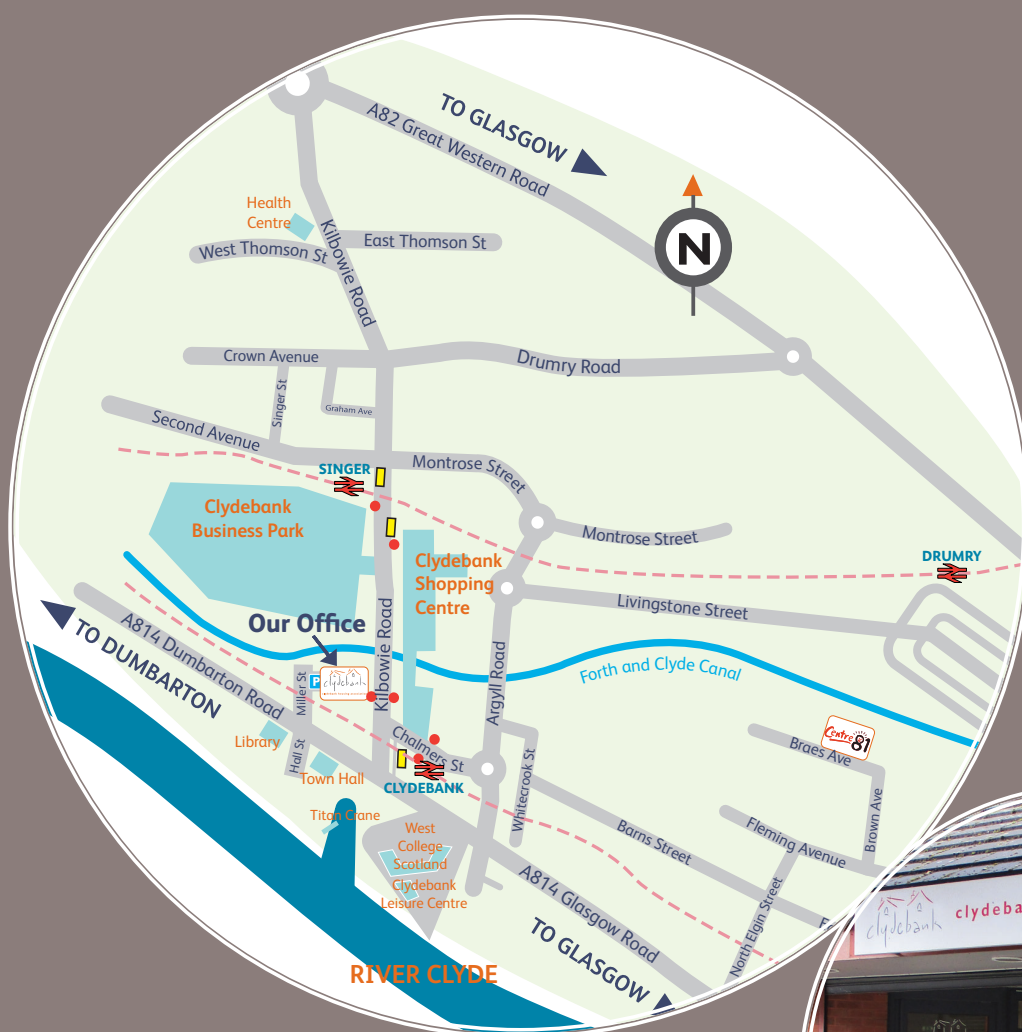 TO GLASGOW
A82 Great Western Road
N
Health
Centre
Kilbowie Road
East Thomson St
West Thomson St
Crown Avenue
Drumry Road
Singer St
Graham Ave
Second Avenue
Montrose Street
SINGER
Clydebank
Business Park
Montrose Street
Clydebank
Shopping
Centre
DRUMRY
Livingstone Street
Our Office
Kilbowie Road
A814 Dumbarton Road
TO DUMBARTON
Forth and Clyde Canal
Argyll Road
P
clydebank
Miller St
Centre81
Library
Hall St
Chalmers St
Braes Ave
Town Hall
CLYDEBANK
Whitecrook St
Brown Ave
Titan Crane
West
College
Scotland
Clydebank
Leisure Centre
Barns Street
Fleming Avenue
A814 Glasgow Road
North Elgin Street
TO GLASGOW
RIVER CLYDE
clydebank
clydeba